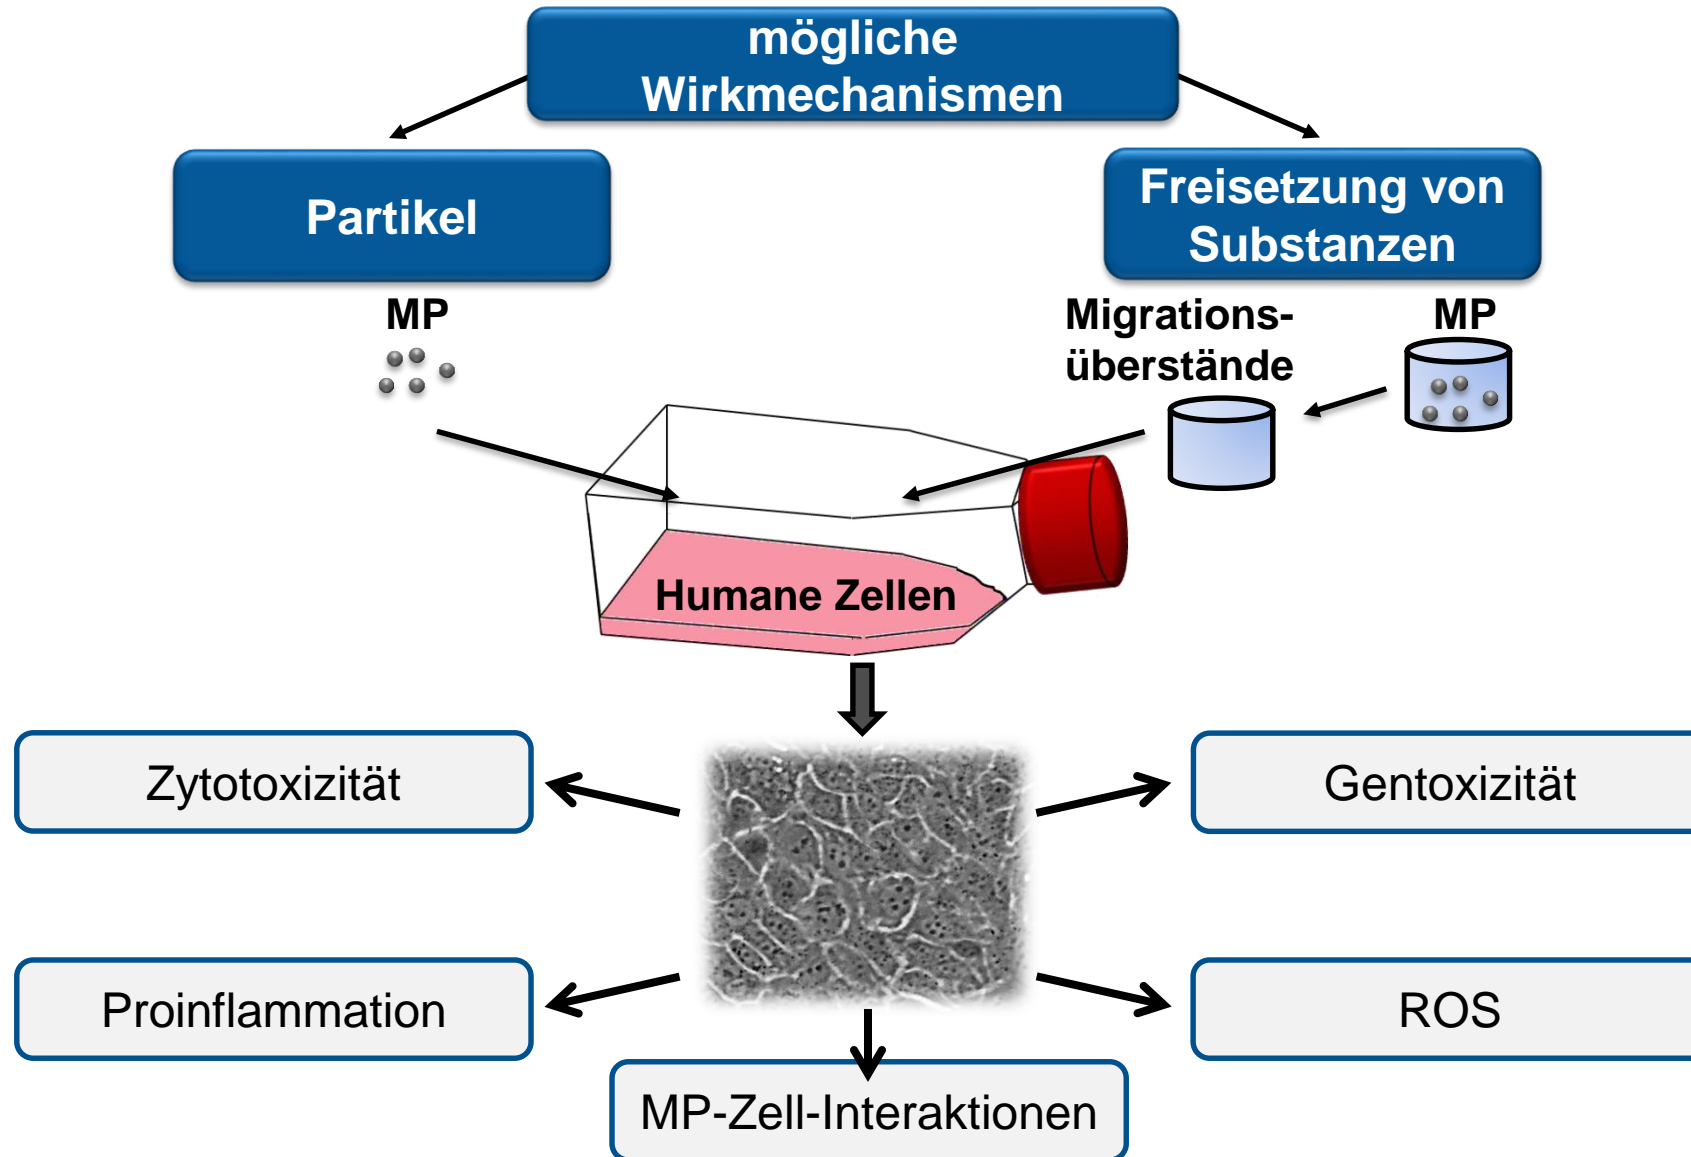 mögliche
Wirkmechanismen
Partikel
Freisetzung von
Substanzen
MP
Migrations-
überstände
MP
Humane Zellen
Zytotoxizität
Gentoxizität
Proinflammation
ROS
MP-Zell-Interaktionen